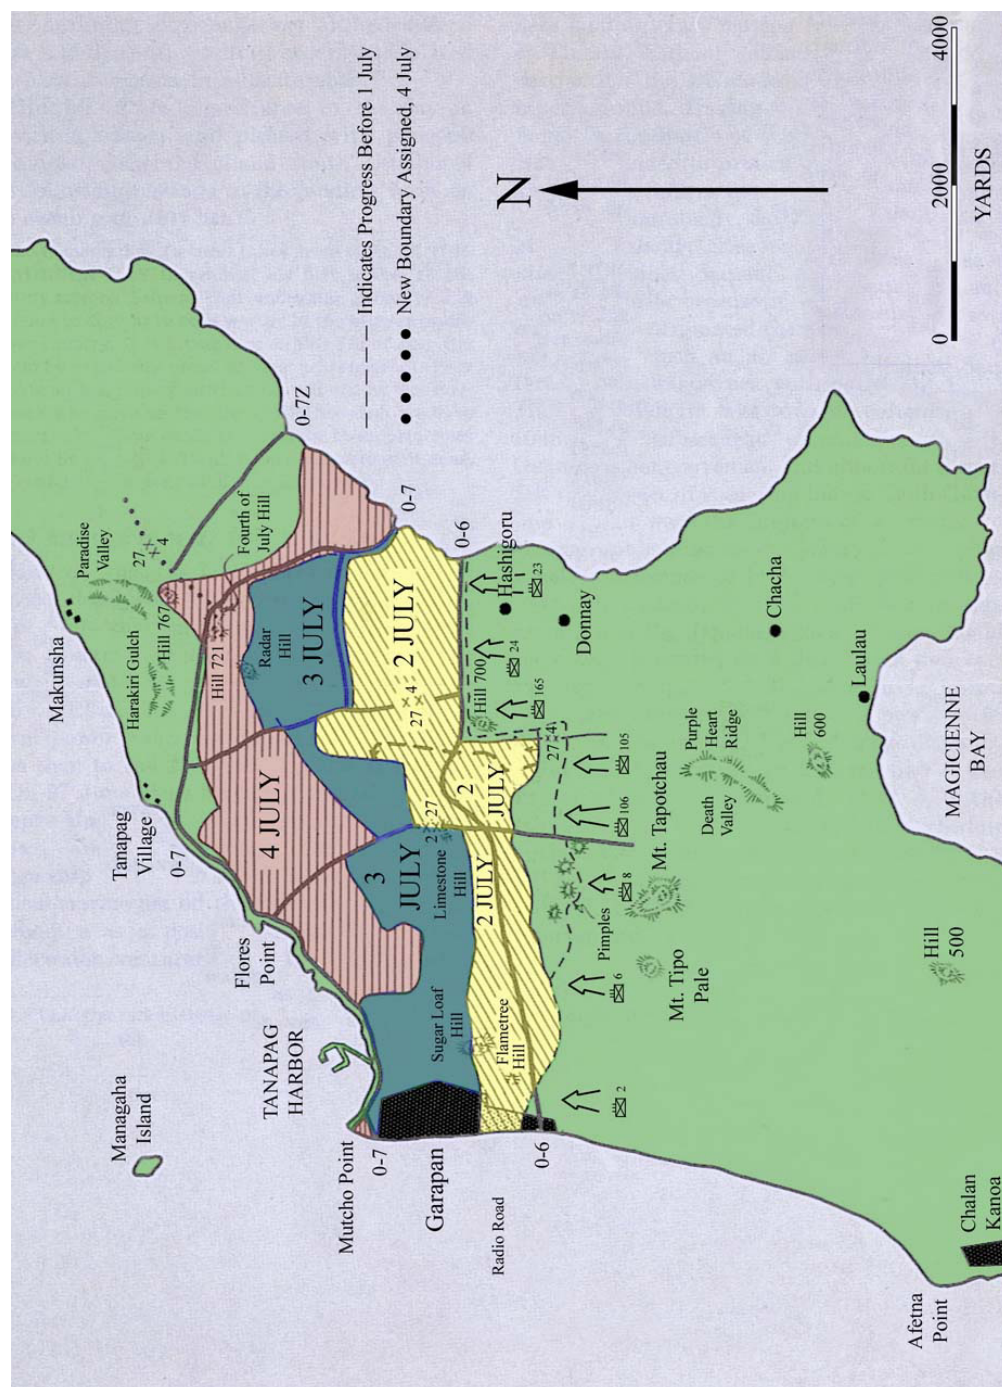 Indicates Progress Before 1 July
New Boundary Assigned, 4 July
N
0
2000
4000
YARDS
Managaha
Island
TANAPAG
HARBOR
Mutcho Point
0-7
Garapan
Radio Road
0-6
Flores
Point
Tanapag
Village
0-7
Makunsha
Paradise
Valley
Harakiri Gulch
Hill 767
27
4
0-7Z
Fourth of
July Hill
Hill 721
Radar
Hill
0-7
0-6
4 JULY
3 JULY
3
JULY
Limestone
Hill
2
27
Sugar Loaf
Hill
Flametree
Hill
2 JULY
2 JULY
27
4
2
JULY
Hill 700
27
4
Hashigoru
Donnay
Chacha
Laulau
23
24
165
105
106
8
6
2
Pimples
Mt. Tapotchau
Mt. Tipo
Pale
Death
Valley
Purple
Heart
Ridge
Hill
600
Hill
500
MAGICIENNE
BAY
Chalan
Kanoa
Afetna
Point